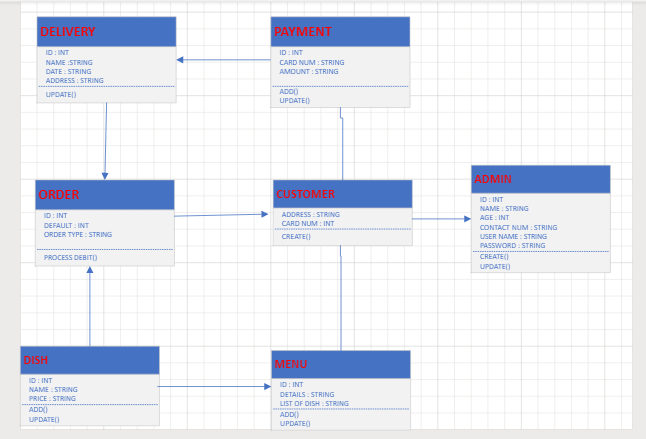 DELIVERY
ID : INT
NAME :STRING
DATE : STRING
ADDRESS : STRING
UPDATE()
PAYMENT
ID : INT
CARD NUM : STRING
AMOUNT : STRING
ADD()
UPDATE()
ORDER
ID : INT
DEFAULT : INT
ORDER TYPE : STRING
PROCESS DEBIT()
CUSTOMER
ADDRESS : STRING
CARD NUM : INT
CREATE()
ADMIN
ID : INT
NAME : STRING
AGE : INT
CONTACT NUM : STRING
USER NAME : STRING
PASSWORD : STRING
CREATE()
UPDATE()
DISH
ID : INT
NAME : STRING
PRICE : STRING
ADD()
UPDATE()
MENU
ID : INT
DETAILS : STRING
LIST OF DISH : STRING
ADD()
UPDATE()